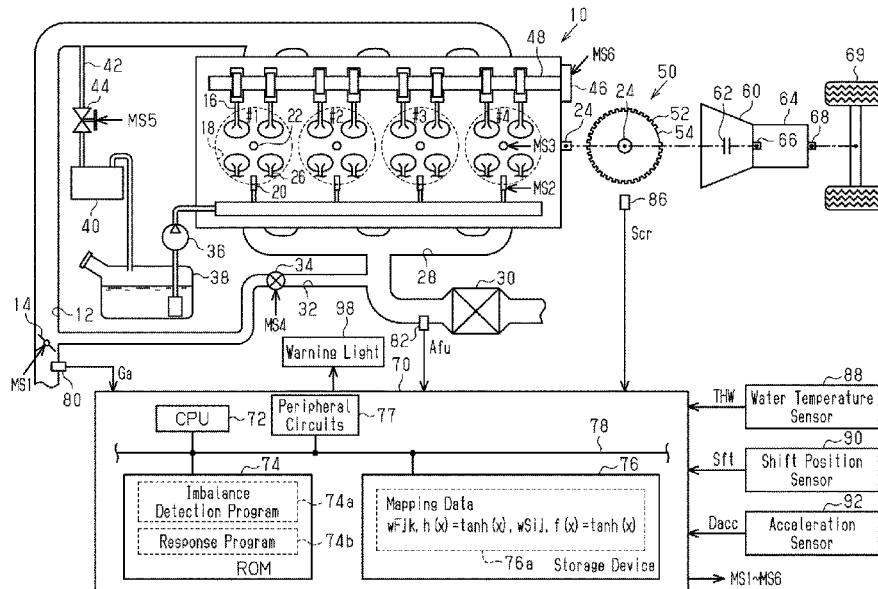 10
48
MS6
46
42
44
MS5
16
#1
22
#2
#3
#4
18
MS3
24
26
20
MS2
40
36
38
50
24
52
54
86
60
62
64
66
68
69
14
12
34
32
MS4
28
30
82
Afu
Scr
MS1
80
Ga
98
Warning Light
70
CPU
72
Peripheral
Circuits
77
78
74
Imbalance
Detection Program
74a
Response Program
74b
ROM
76
Mapping Data
wFjk, h(x)=tanh(x), wSij, f(x)=tanh(x)
76a
Storage Device
THW
88
Water Temperature
Sensor
Sft
90
Shift Position
Sensor
Dacc
92
Acceleration
Sensor
MS1~MS6